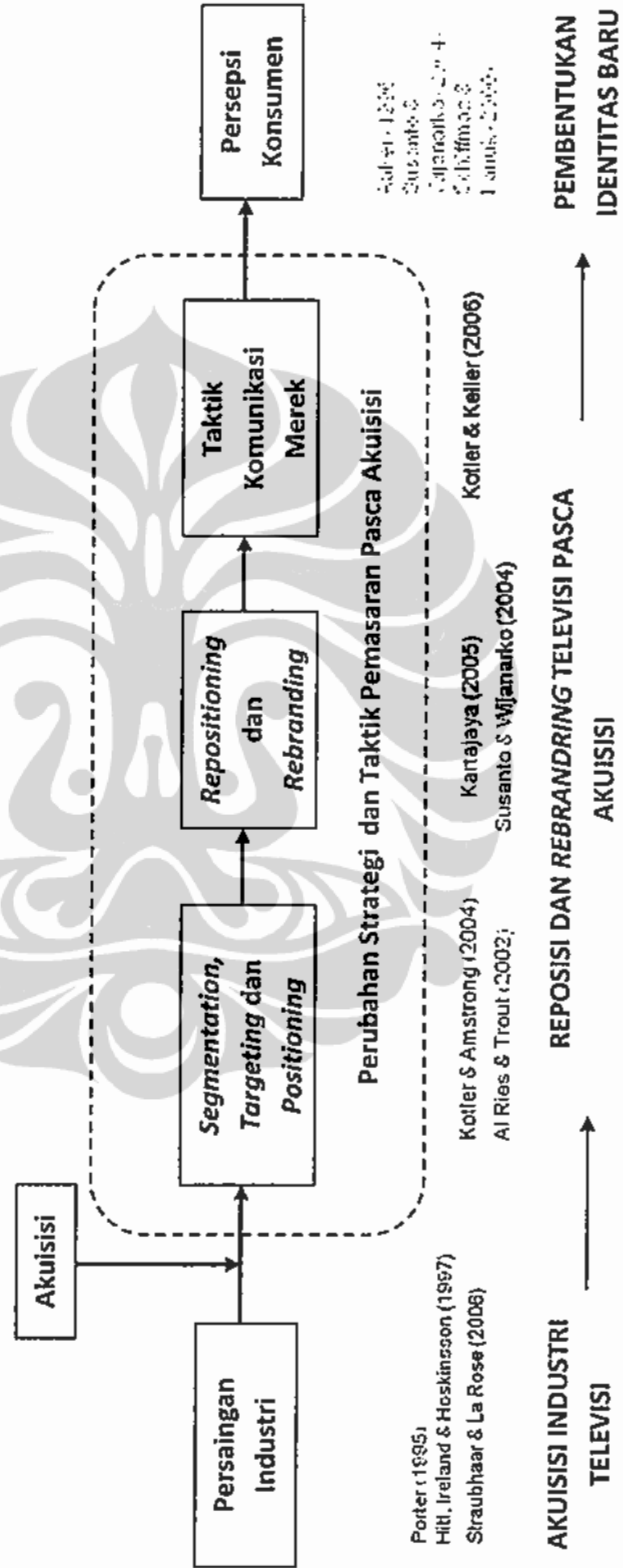 Akuisisi
Persaingan
Industri
Segmentation,
Targeting dan
Positioning
Repositioning
dan
Rebranding
Taktik
Komunikasi
Merek
Persepsi
Konsumen
Perubahan Strategi dan Taktik Pemasaran Pasca Akuisisi
Porter (1995)
Hitt, Ireland & Hoskinsson (1997)
Straubhaar & La Rose (2006)
Kotler & Amstrong (2004)
Al Ries & Trout (2002)
Kartajaya (2005)
Susanto & Wijanarko (2004)
Kotler & Keller (2006)
Susanto &
AKUISISI INDUSTRI
TELEVISI
REPOSISI DAN REBRANDRING TELEVISI PASCA
AKUISISI
PEMBENTUKAN
IDENTITAS BARU